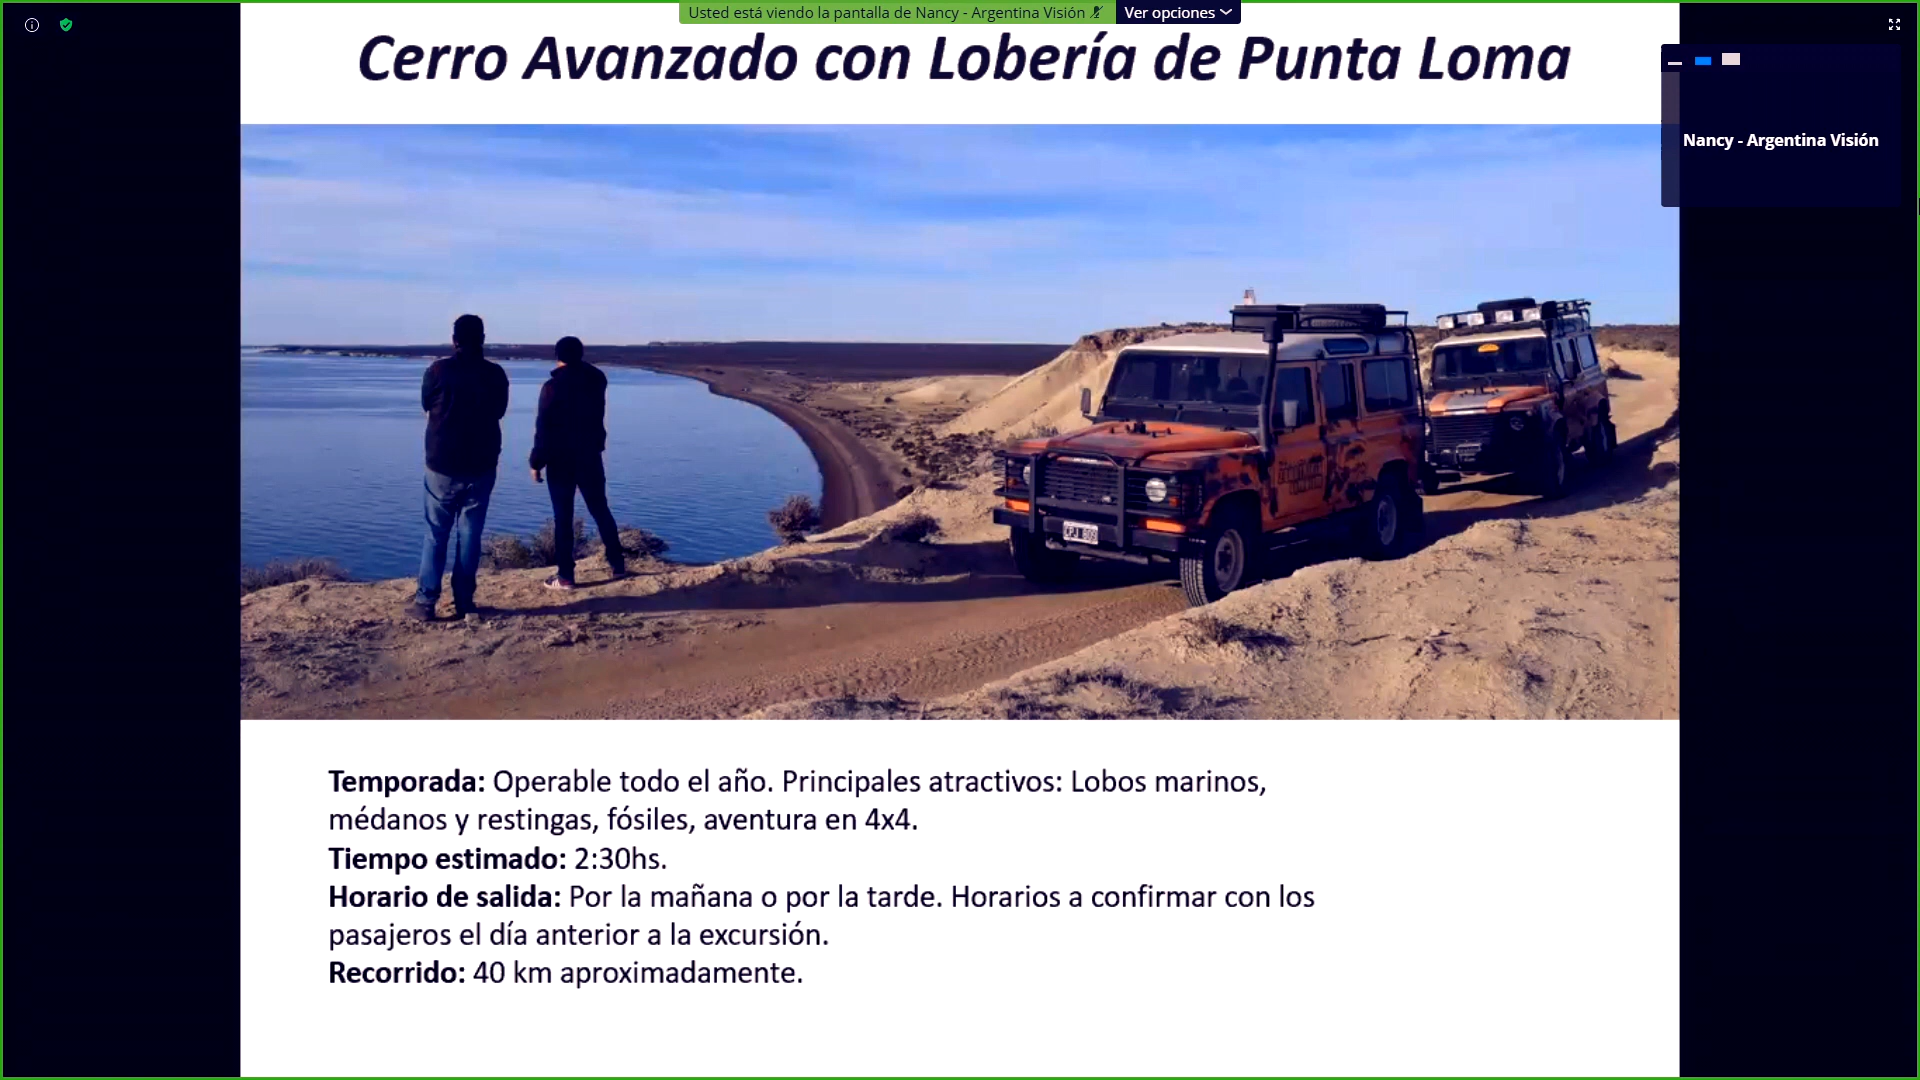 Usted está viendo la pantalla de Nancy - Argentina Visión
Ver opciones
Cerro Avanzado con Lobería de Punta Loma
Nancy - Argentina Visión
Temporada: Operable todo el año. Principales atractivos: Lobos marinos,
médanos y restingas, fósiles, aventura en 4x4.
Tiempo estimado: 2:30hs.
Horario de salida: Por la mañana o por la tarde. Horarios a confirmar con los
pasajeros el día anterior a la excursión.
Recorrido: 40 km aproximadamente.